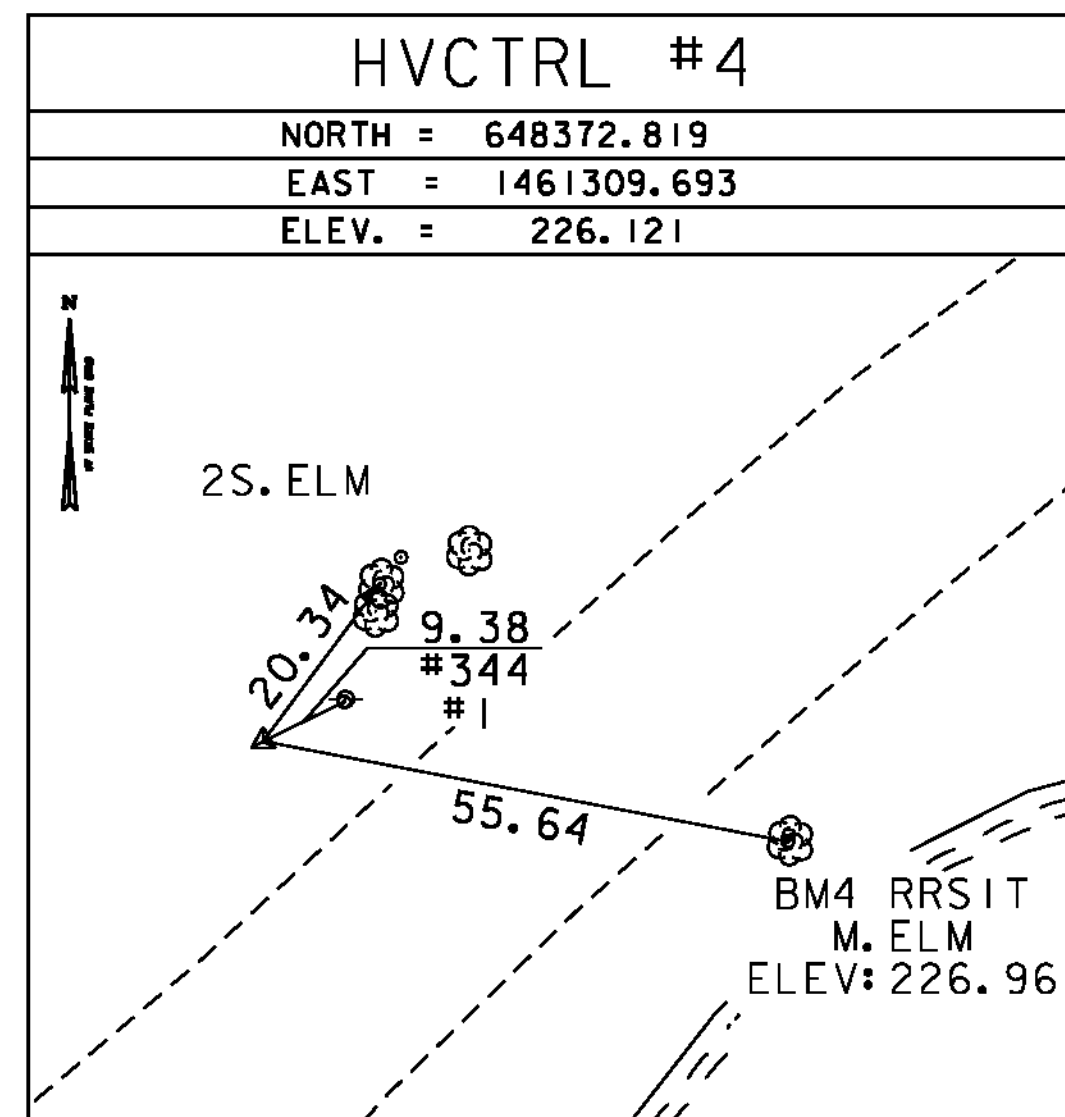 HVCTRL #4
NORTH = 648372.819
EAST = 1461309.693
ELEV. = 226.121
N
2S. ELM
20.34
9.38
#344
#1
55.64
BM4 RRSIT
M. ELM
ELEV: 226.96